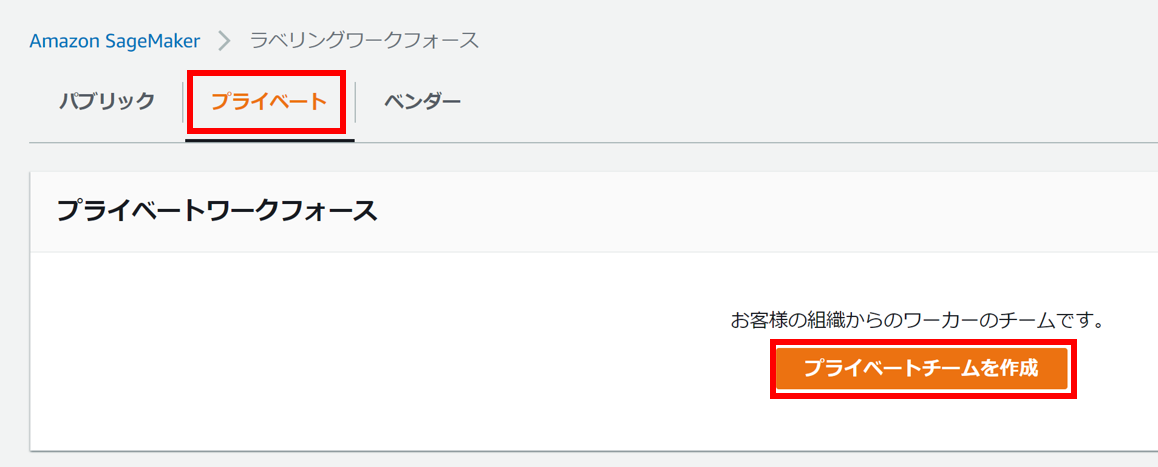 Amazon SageMaker > ラベリングワークフォース
パブリック プライベート ベンダー
プライベートワークフォース
お客様の組織からのワーカーのチームです。
プライベートチームを作成